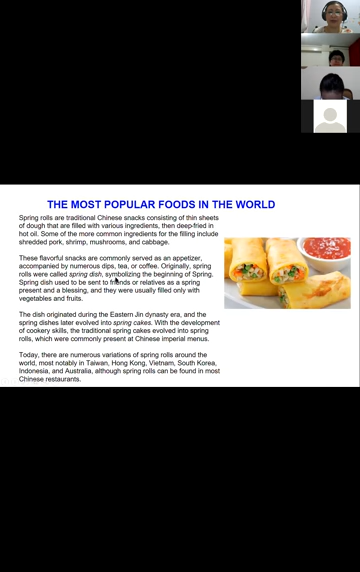 THE MOST POPULAR FOODS IN THE WORLD
Spring rolls are traditional Chinese snacks consisting of thin sheets
of dough that are filled with various ingredients, then deep-fried in
hot oil. Some of the more common ingredients for the filling include
shredded pork, shrimp, mushrooms, and cabbage.
These flavorful snacks are commonly served as an appetizer,
accompanied by numerous dips, tea, or coffee. Originally, spring
rolls were called spring dish, symbolizing the beginning of Spring.
Spring dish used to be sent to friends or relatives as a spring
present and a blessing, and they were usually filled only with
vegetables and fruits.
The dish originated during the Eastern Jin dynasty era, and the
spring dishes later evolved into spring cakes. With the development
of cookery skills, the traditional spring cakes evolved into spring
rolls, which were commonly present at Chinese imperial menus.
Today, there are numerous variations of spring rolls around the
world, most notably in Taiwan, Hong Kong, Vietnam, South Korea,
Indonesia, and Australia, although spring rolls can be found in most
Chinese restaurants.